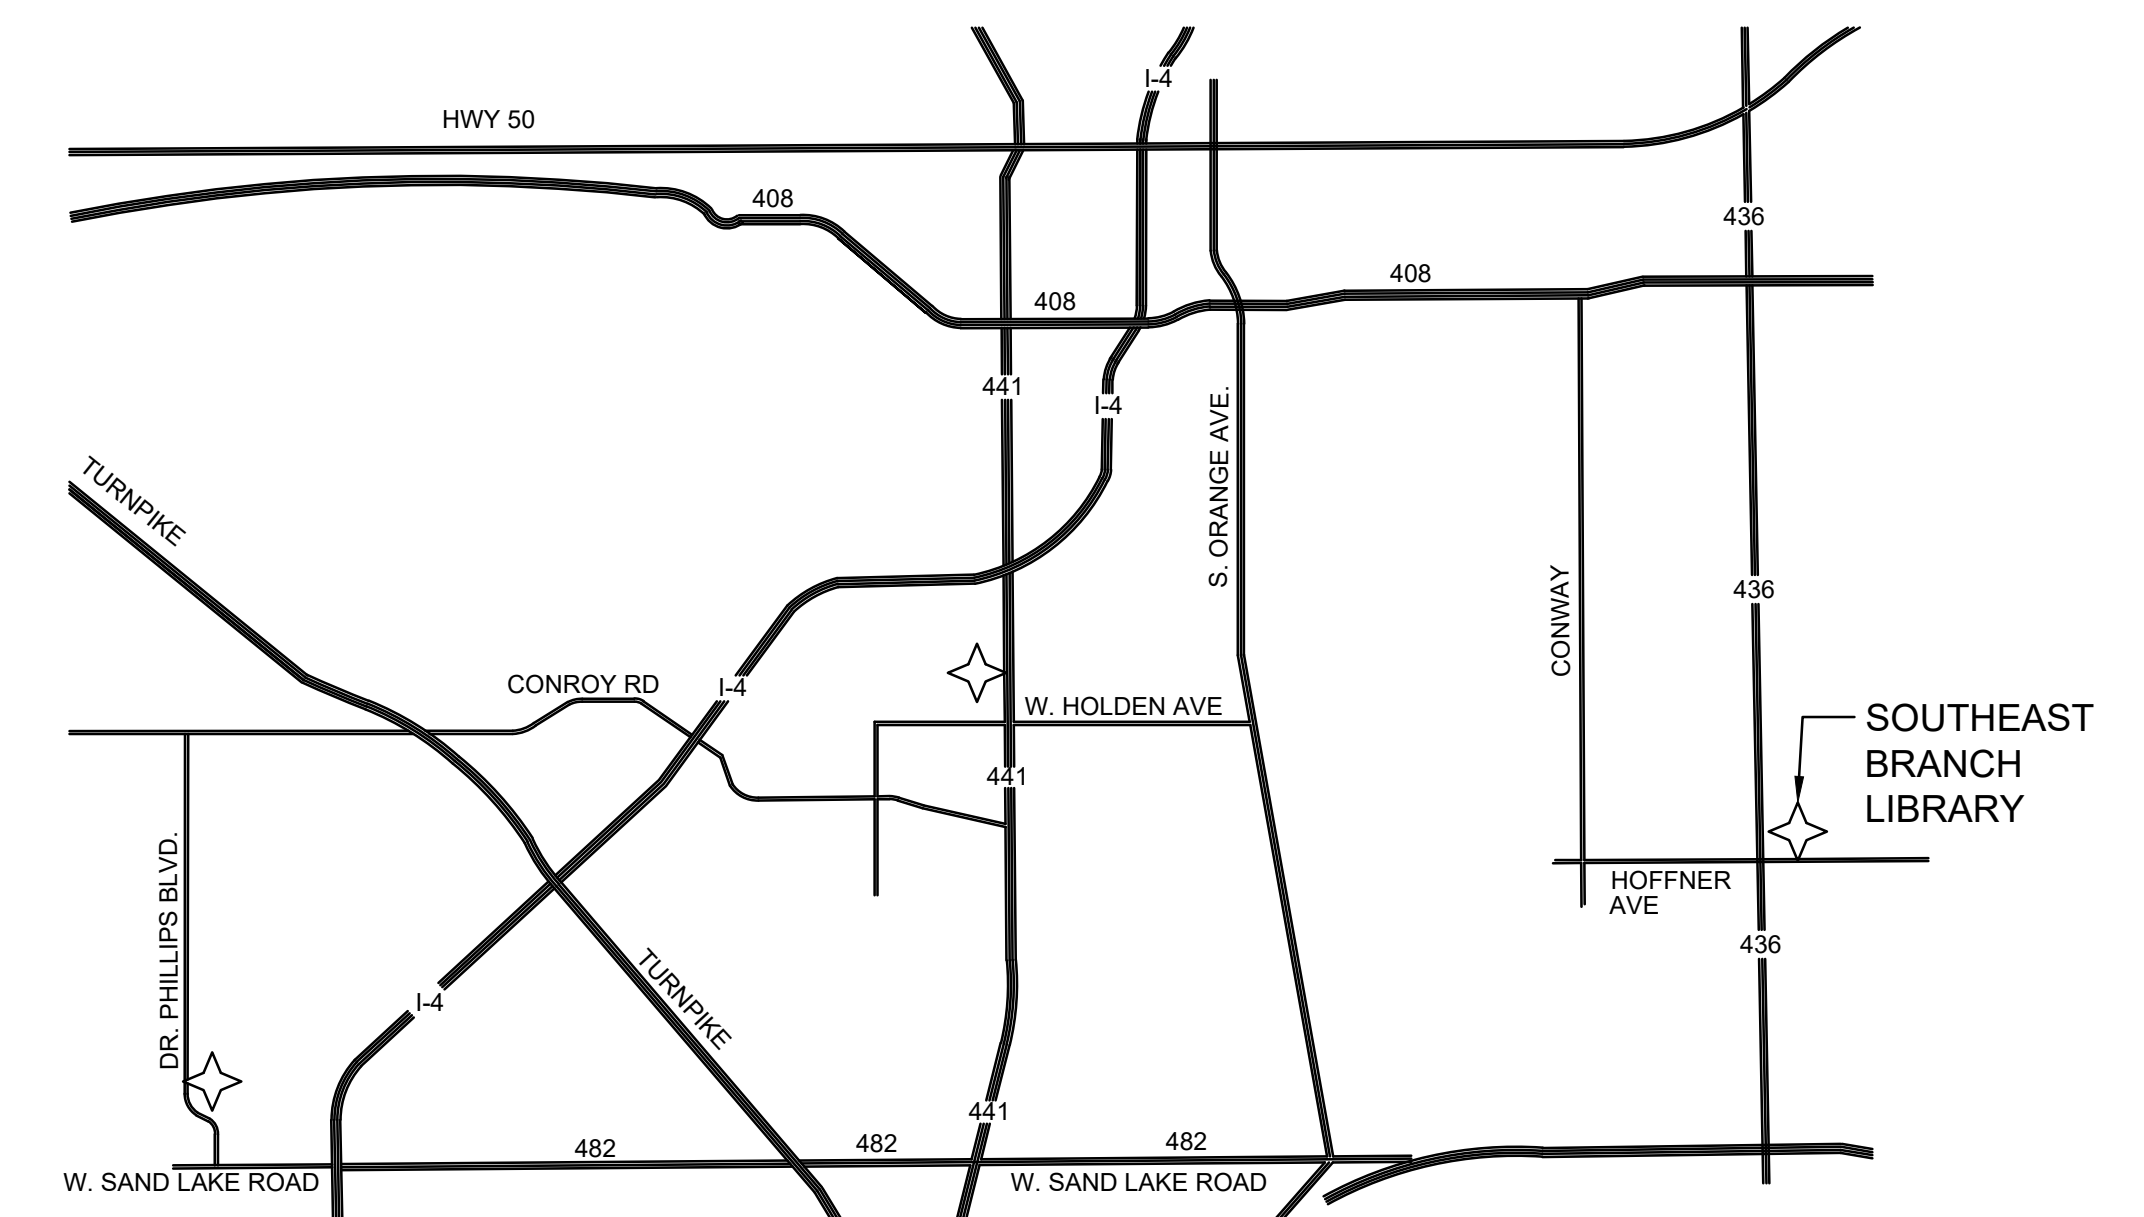 I-4
HWY 50
408
436
408
408
441
I-4
S. ORANGE AVE.
TURNPIKE
436
CONWAY
CONROY RD
I-4
W. HOLDEN AVE
SOUTHEAST
BRANCH
LIBRARY
441
DR. PHILLIPS BLVD.
HOFFNER
AVE
436
TURNPIKE
I-4
441
482
482
482
W. SAND LAKE ROAD
W. SAND LAKE ROAD